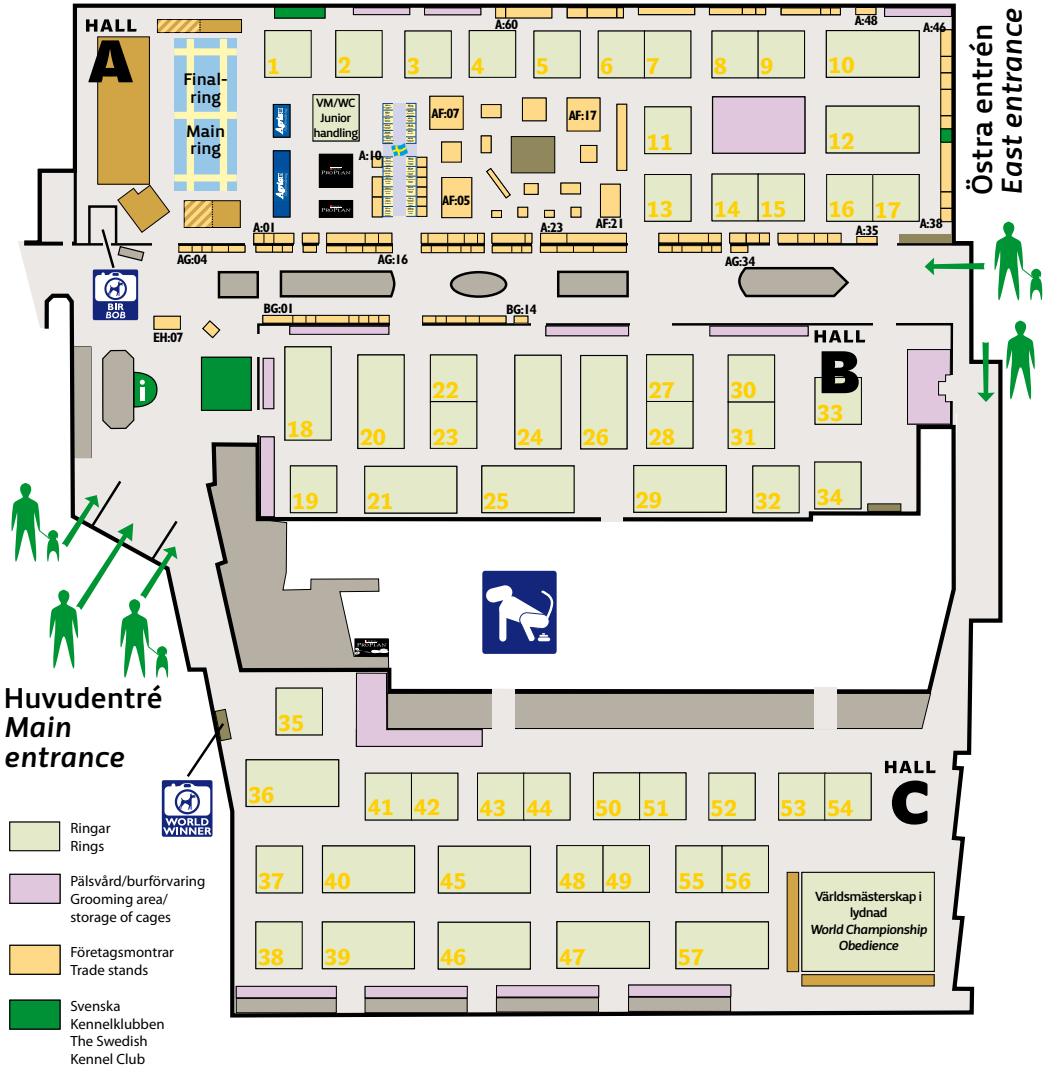 HALL
A
Final-
ring
Main
ring
A:60
A:48
A:46
1
2
3
4
5
6
7
8
9
10
Agria
Agria
VM/WC
Junior
handling
PROPLAN
PROPLAN
A:10
AF:07
AF:17
AF:05
AF:21
11
12
13
14
15
16
17
A:38
Östra entrén
East entrance
A:01
A:23
A:35
AG:04
AG:16
AG:34
BIR
BOB
EH:07
BG:01
BG:14
HALL
B
i
18
20
22
23
24
26
27
28
30
31
33
19
21
25
29
32
34
PROPLAN
Huvudentré
Main
entrance
WORLD
WINNER
35
36
HALL
C
41
42
43
44
50
51
52
53
54
37
40
45
48
49
55
56
38
39
46
47
57
Världsmästerskap i
lydnad
World Championship
Obedience
Ringar
Rings
Pälsvård/burförvaring
Grooming area/
storage of cages
Företagsmontrar
Trade stands
Svenska
Kennelklubben
The Swedish
Kennel Club